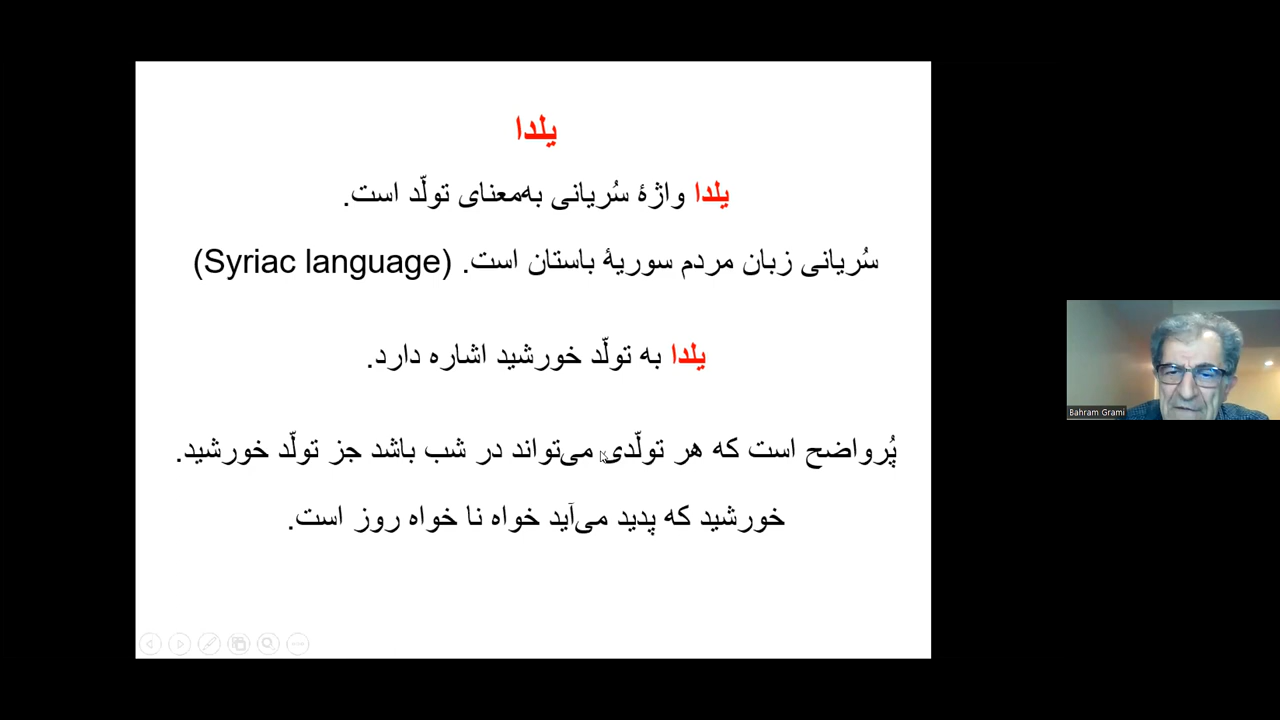 یلدا
یلدا واژهٔ سُریانی به‌معنای تولّد است.
سُریانی زبان مردم سوریهٔ باستان است. (Syriac language)
یلدا به تولّد خورشید اشاره دارد.
پُرواضح است که هر تولّدی می‌تواند در شب باشد جز تولّد خورشید.
خورشید که پدید می‌آید خواه نا خواه روز است.
Bahram Grami